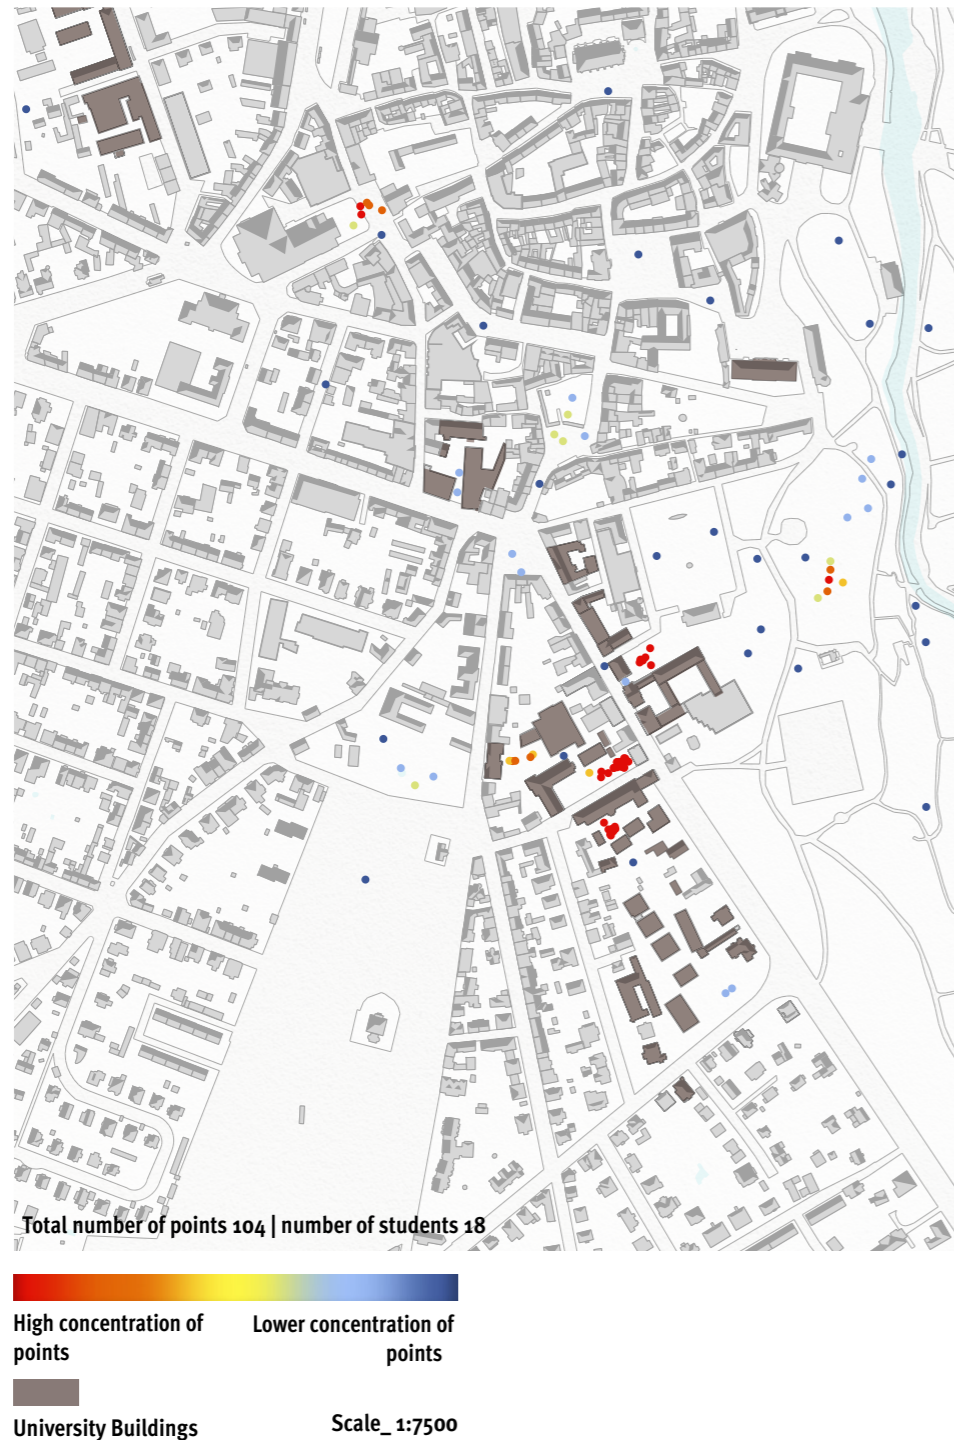 Total number of points 104 | number of students 18
High concentration of
points
Lower concentration of
points
University Buildings
Scale_ 1:7500